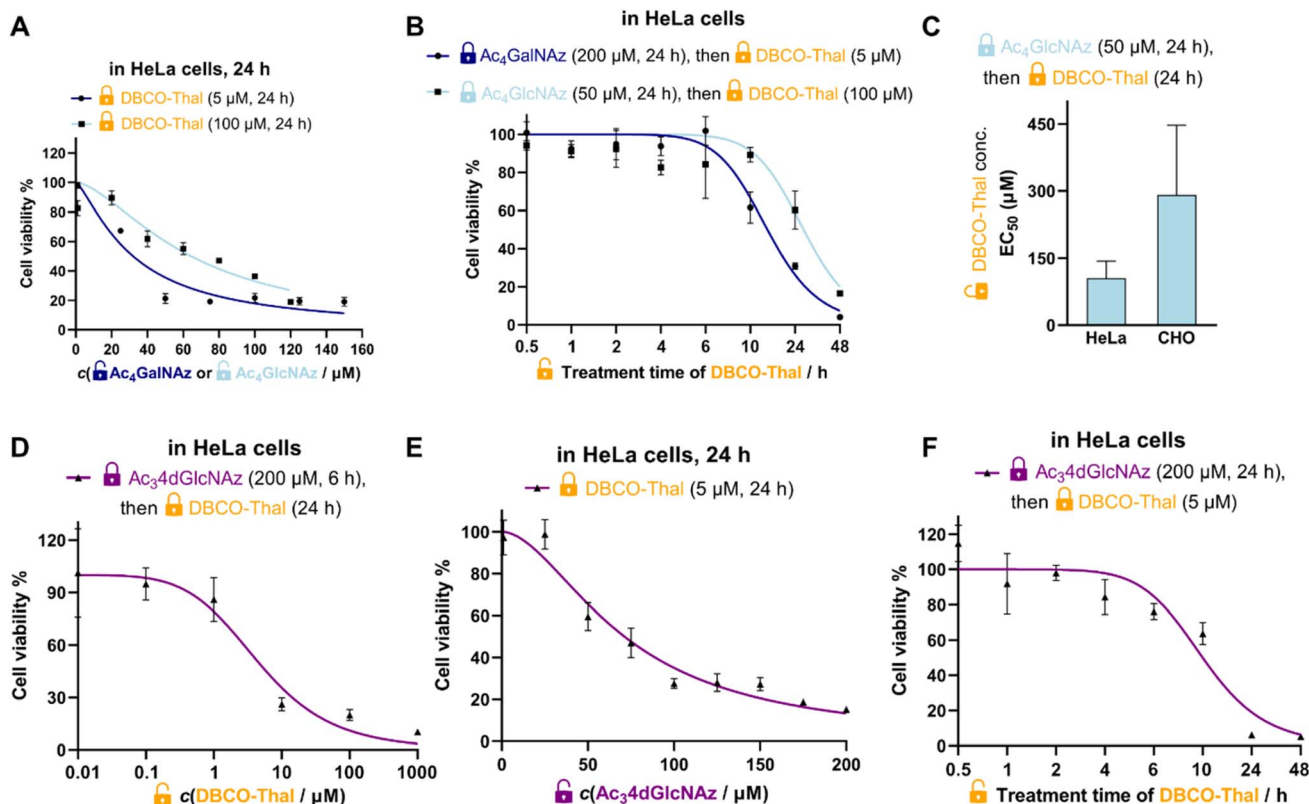 A
in HeLa cells, 24 h
DBCO-Thal (5 µM, 24 h)
DBCO-Thal (100 µM, 24 h)
Cell viability %
120
100
80
60
40
20
0
0 20 40 60 80 100 120 140 160
c(Ac4GalNAz or Ac4GlcNAz / µM)
B
in HeLa cells
Ac4GalNAz (200 µM, 24 h), then DBCO-Thal (5 µM)
Ac4GlcNAz (50 µM, 24 h), then DBCO-Thal (100 µM)
Cell viability %
100
80
60
40
20
0
0.5 1 2 4 6 10 24 48
Treatment time of DBCO-Thal / h
C
Ac4GlcNAz (50 µM, 24 h),
then DBCO-Thal (24 h)
DBCO-Thal conc.
EC50 (µM)
450
300
150
0
HeLa CHO
D
in HeLa cells
Ac34dGlcNAz (200 µM, 6 h),
then DBCO-Thal (24 h)
Cell viability %
120
90
60
30
0
0.01 0.1 1 10 100 1000
c(DBCO-Thal / µM)
E
in HeLa cells, 24 h
DBCO-Thal (5 µM, 24 h)
Cell viability %
100
80
60
40
20
0
0 50 100 150 200
c(Ac34dGlcNAz / µM)
F
in HeLa cells
Ac34dGlcNAz (200 µM, 24 h),
then DBCO-Thal (5 µM)
Cell viability %
120
100
80
60
40
20
0
0.5 1 2 4 6 10 24 48
Treatment time of DBCO-Thal / h